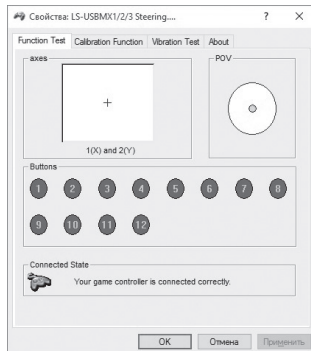 Свойства: LS-USBMX1/2/3 Steering.... ? ×
Function Test Calibration Function Vibration Test About
axes
POV
1(X) and 2(Y)
Buttons
1 2 3 4 5 6 7 8
9 10 11 12
Connected State
Your game controller is connected correctly.
OK Отмена Применить